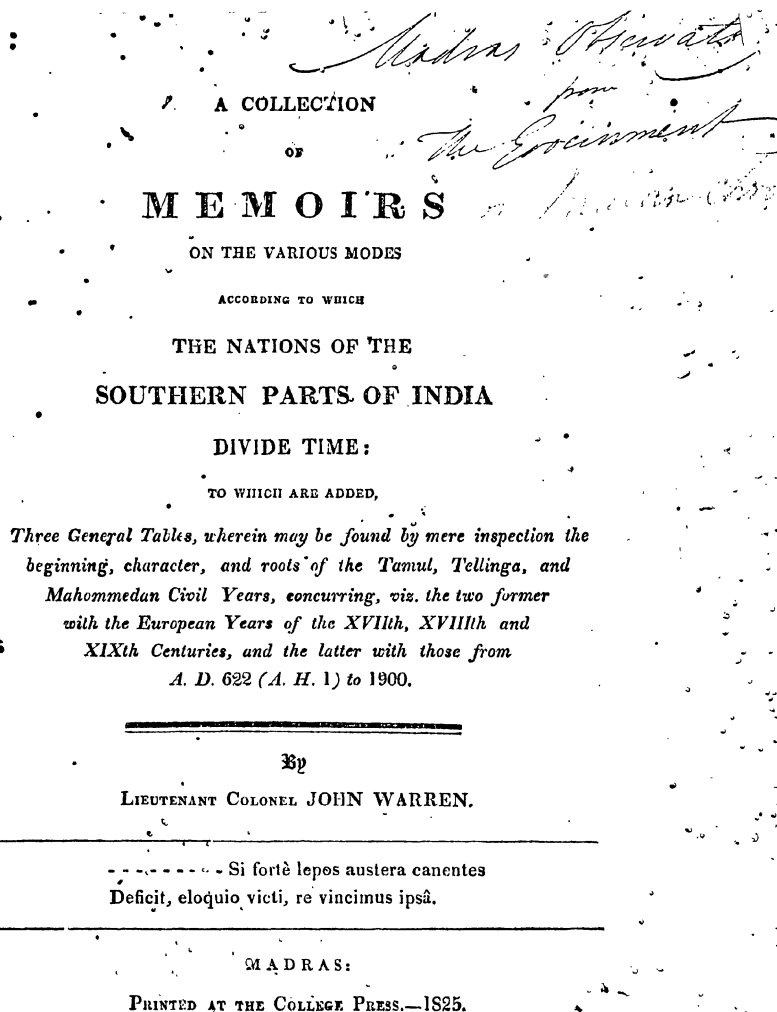 Madras Observato
from
The Government
A COLLECTION
OF
MEMOIRS
ON THE VARIOUS MODES
ACCORDING TO WHICH
THE NATIONS OF THE
SOUTHERN PARTS OF INDIA
DIVIDE TIME:
TO WHICH ARE ADDED,
Three General Tables, wherein may be found by mere inspection the
beginning, character, and roots of the Tamul, Tellinga, and
Mahommedan Civil Years, concurring, viz. the two former
with the European Years of the XVIIth, XVIIIth and
XIXth Centuries, and the latter with those from
A. D. 622 (A. H. 1) to 1900.
By
LIEUTENANT COLONEL JOHN WARREN.
- - - - - - - - - Si fortè lepos austera canentes
Deficit, eloquio victi, re vincimus ipsâ.
MADRAS:
PRINTED AT THE COLLEGE PRESS.—1825.